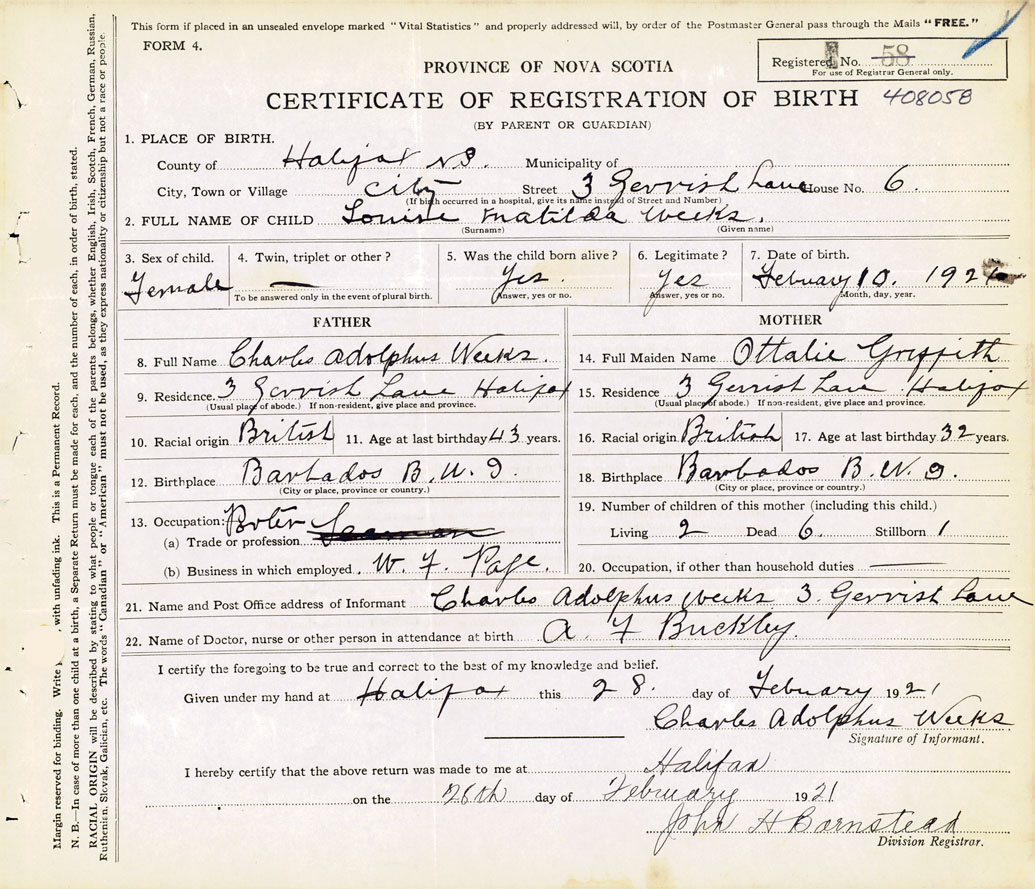 This form if placed in an unsealed envelope marked "Vital Statistics" and properly addressed will, by order of the Postmaster General pass through the Mails "FREE."
FORM 4.
Registered No. 58
For use of Registrar General only.
PROVINCE OF NOVA SCOTIA
CERTIFICATE OF REGISTRATION OF BIRTH 408058
(BY PARENT OR GUARDIAN)
1. PLACE OF BIRTH.
County of Halifax N S. Municipality of
City, Town or Village City Street 3 Gerrish Lane House No. 6.
(If birth occurred in a hospital, give its name instead of Street and Number)
2. FULL NAME OF CHILD Louise Matilda Weeks.
(Surname) (Given name)
3. Sex of child. Female
4. Twin, triplet or other? —
To be answered only in the event of plural birth.
5. Was the child born alive? Yes.
Answer, yes or no.
6. Legitimate? Yes
Answer, yes or no.
7. Date of birth.
Febuary 10. 192
Month, day, year.
FATHER
8. Full Name Charles Adolphus Weeks.
9. Residence. 3 Gerrish Lane Halifax
(Usual place of abode.) If non-resident, give place and province.
10. Racial origin British 11. Age at last birthday 43 years.
12. Birthplace Barbados B. W. I.
(City or place, province or country.)
13. Occupation: Poter
(a) Trade or profession Seaman
(b) Business in which employed. W. F. Page.
MOTHER
14. Full Maiden Name Ottalie Griffith
15. Residence 3 Gerrish Lane Halifax
(Usual place of abode.) If non-resident, give place and province.
16. Racial origin British 17. Age at last birthday 32 years.
18. Birthplace Barbados B. W. I.
(City or place, province or country.)
19. Number of children of this mother (including this child.)
Living 2 Dead 6. Stillborn 1
20. Occupation, if other than household duties —
21. Name and Post Office address of Informant Charles Adolphus Weeks 3. Gerrish Lane
22. Name of Doctor, nurse or other person in attendance at birth A F Buckley.
I certify the foregoing to be true and correct to the best of my knowledge and belief.
Given under my hand at Halifax this 28. day of Febuary 1921
Charles Adolphus Weeks
Signature of Informant.
I hereby certify that the above return was made to me at Halifax
on the 28th day of February 1921
John H Barnstead
Division Registrar.
Margin reserved for binding. Write , with unfading ink. This is a Permanent Record.
N. B.—In case of more than one child at a birth, a Separate Return must be made for each, and the number of each, in order of birth, stated.
RACIAL ORIGIN will be described by stating to what people or tongue each of the parents belongs, whether English, Irish, Scotch, French, German, Russian,
Ruthenian, Slovak, Galician, etc. The words "Canadian" or "American" must not be used, as they express nationality or citizenship but not a race or people.